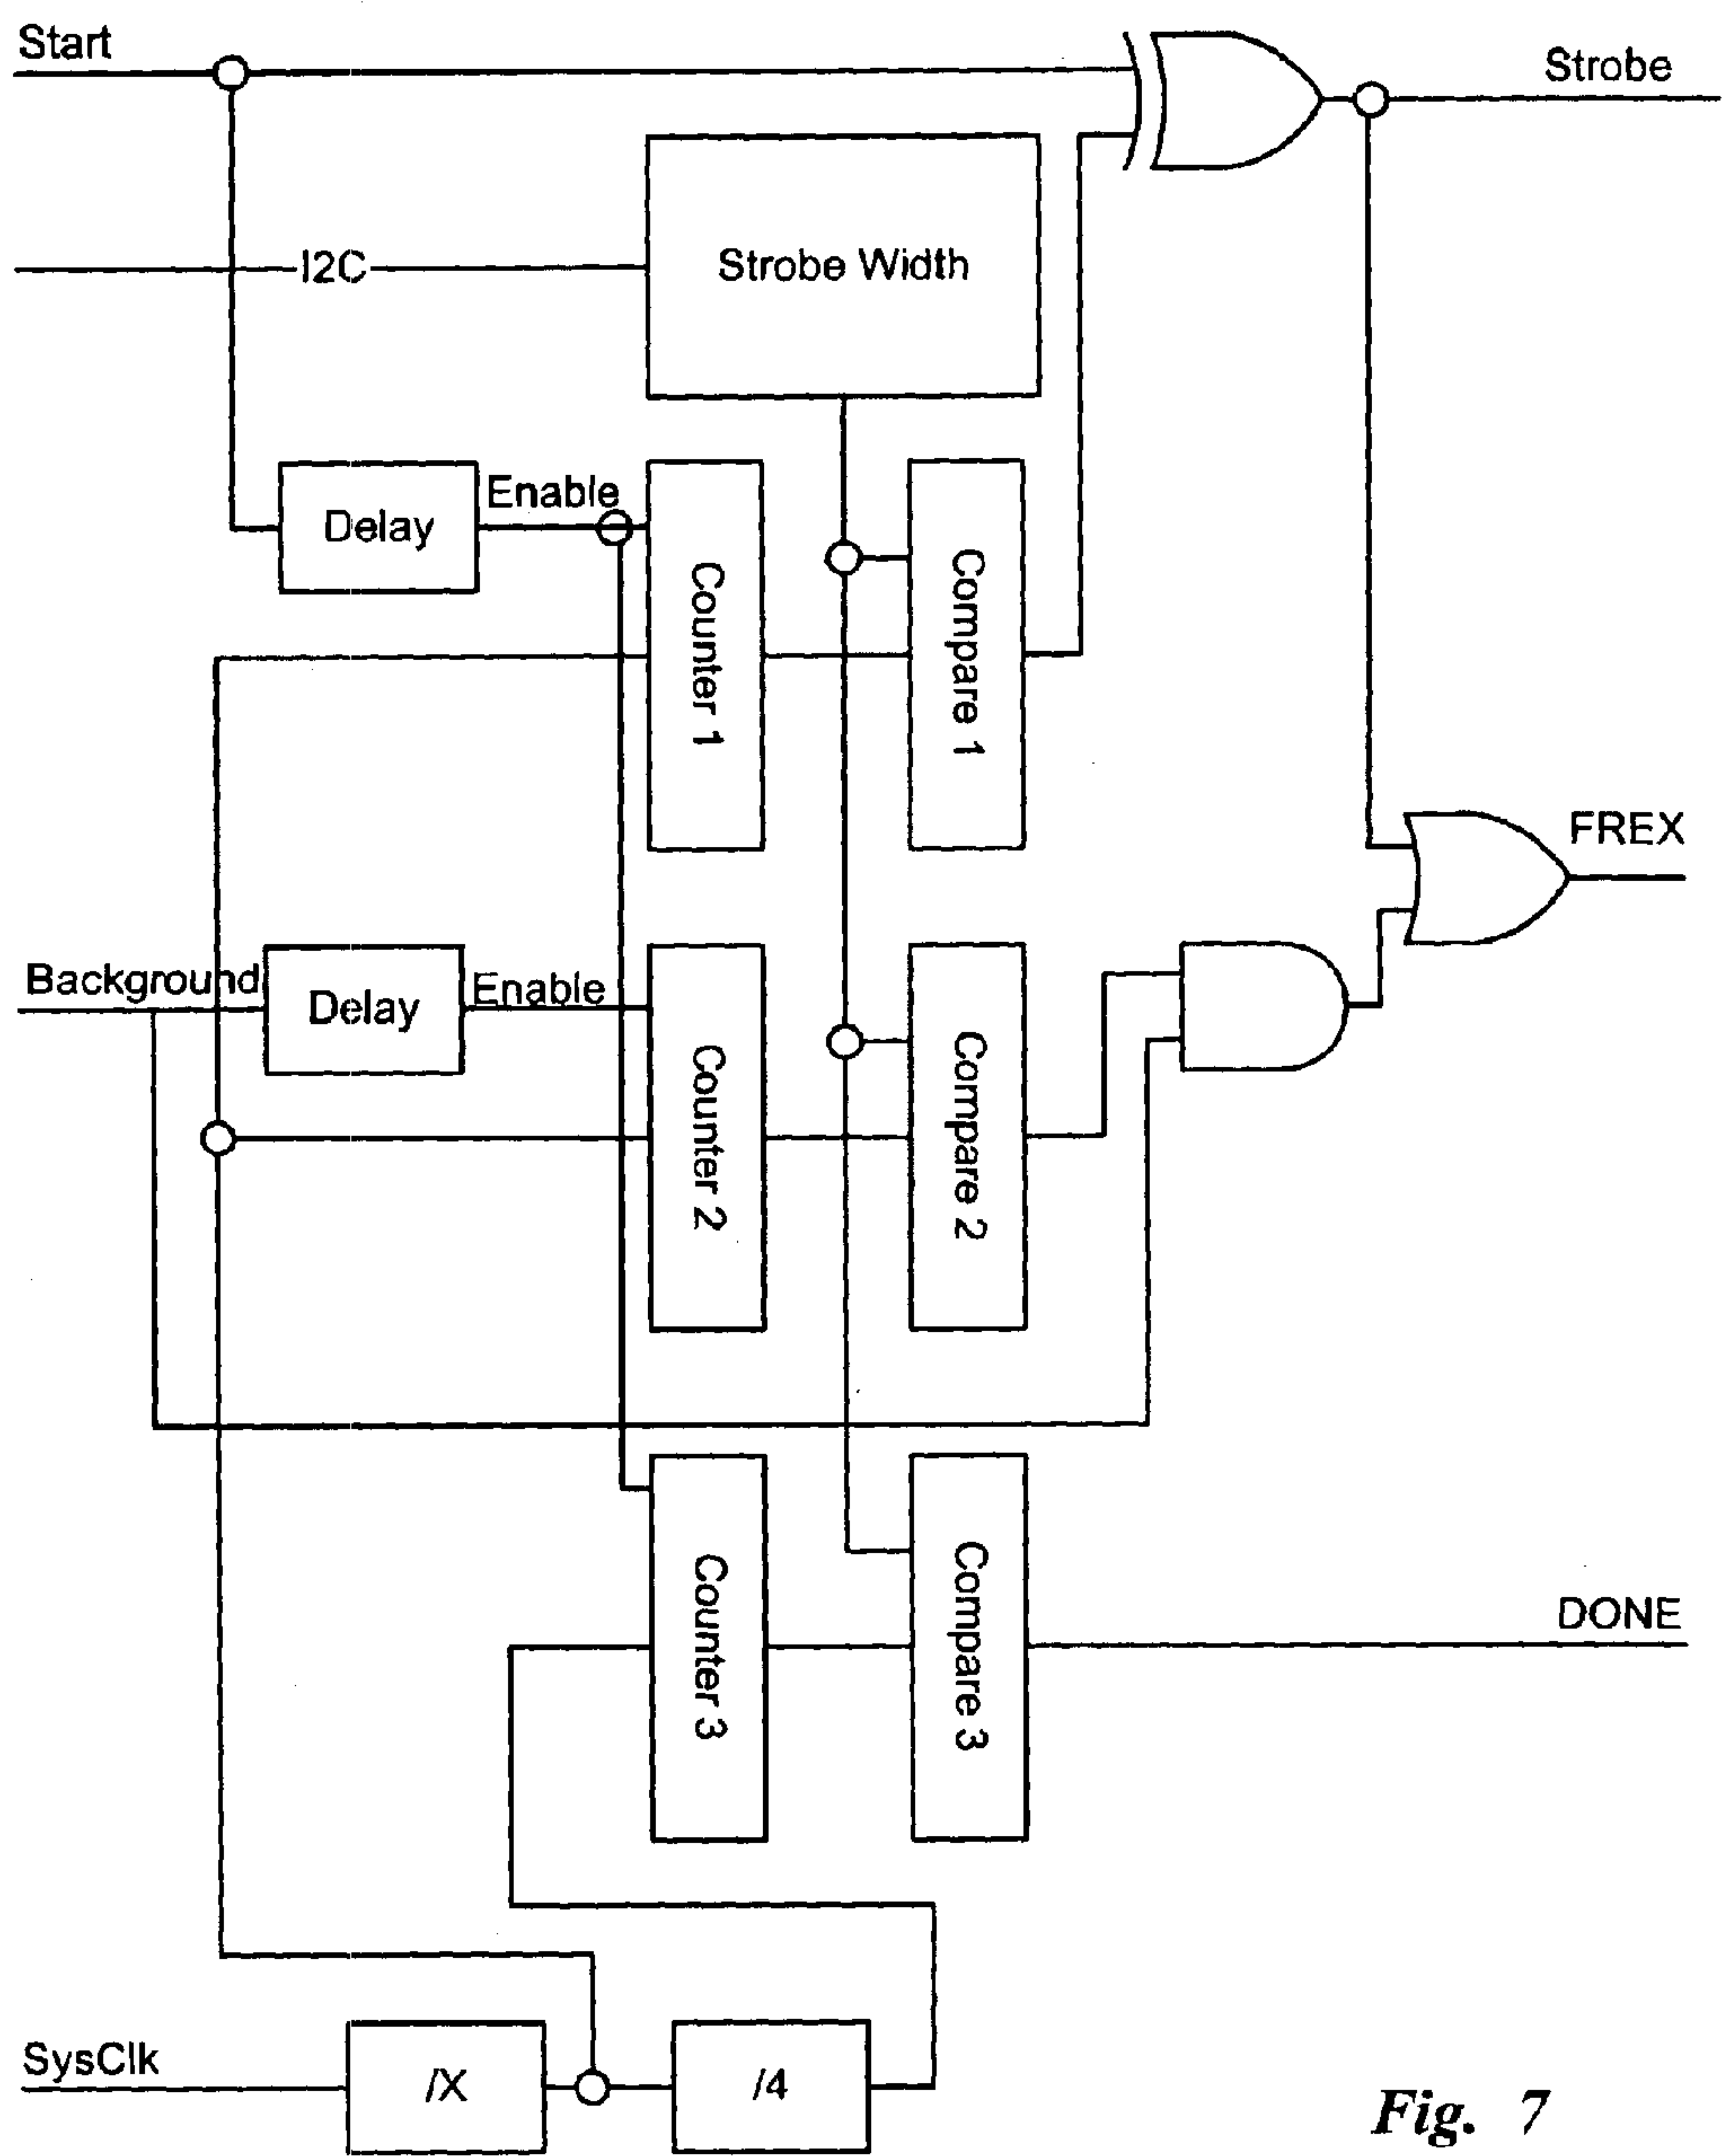 Start
Strobe
I2C
Strobe Width
Delay
Enable
Counter 1
Compare 1
FREX
Background
Delay
Enable
Counter 2
Compare 2
Counter 3
Compare 3
DONE
SysClk
/X
/4
Fig. 7